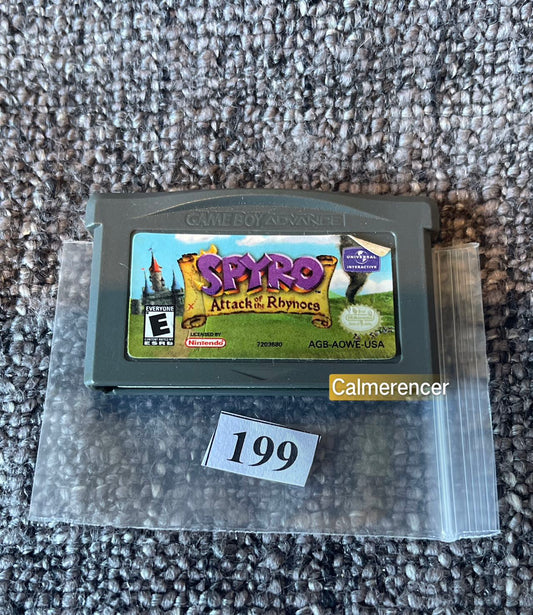 GAME BOY ADVANCE
SPYRO
Attack of the Rhynocs
UNIVERSAL
INTERACTIVE
EVERYONE
E
ESRB
LICENSED BY
Nintendo
7203680
AGB-AOWE-USA
Calmerencer
199